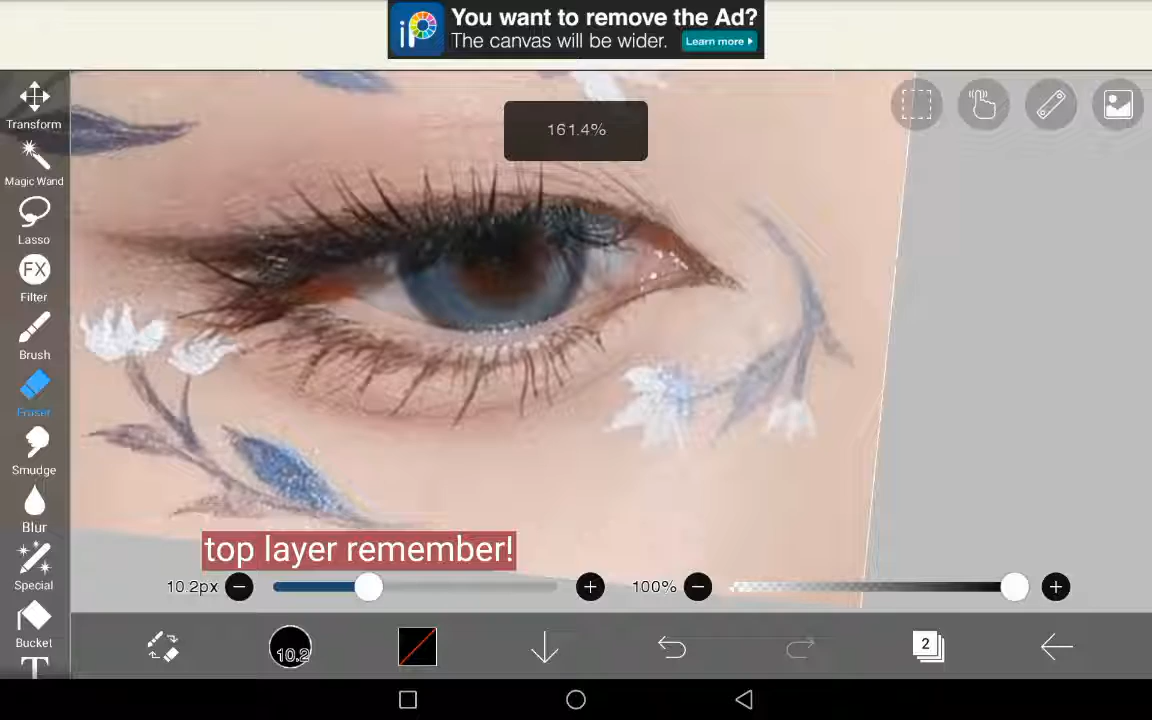 You want to remove the Ad?
iP
The canvas will be wider.
Learn more
Transform
161.4%
Magic Wand
Lasso
FX
Filter
Brush
Eraser
Smudge
Blur
top layer remember!
Special
10.2px
100%
Bucket
T
10.2
2